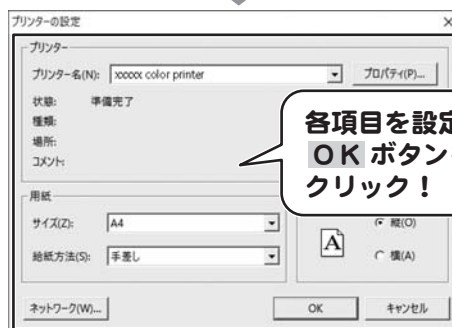 プリンターの設定
プリンター
プリンター名(N):
xxxxx color printer
プロパティ(P)...
状態: 準備完了
種類:
場所:
コメント:
各項目を設定
OK ボタン
クリック！
用紙
サイズ(Z): A4
給紙方法(S): 手差し
A
縦(O)
横(A)
ネットワーク(W)...
OK
キャンセル